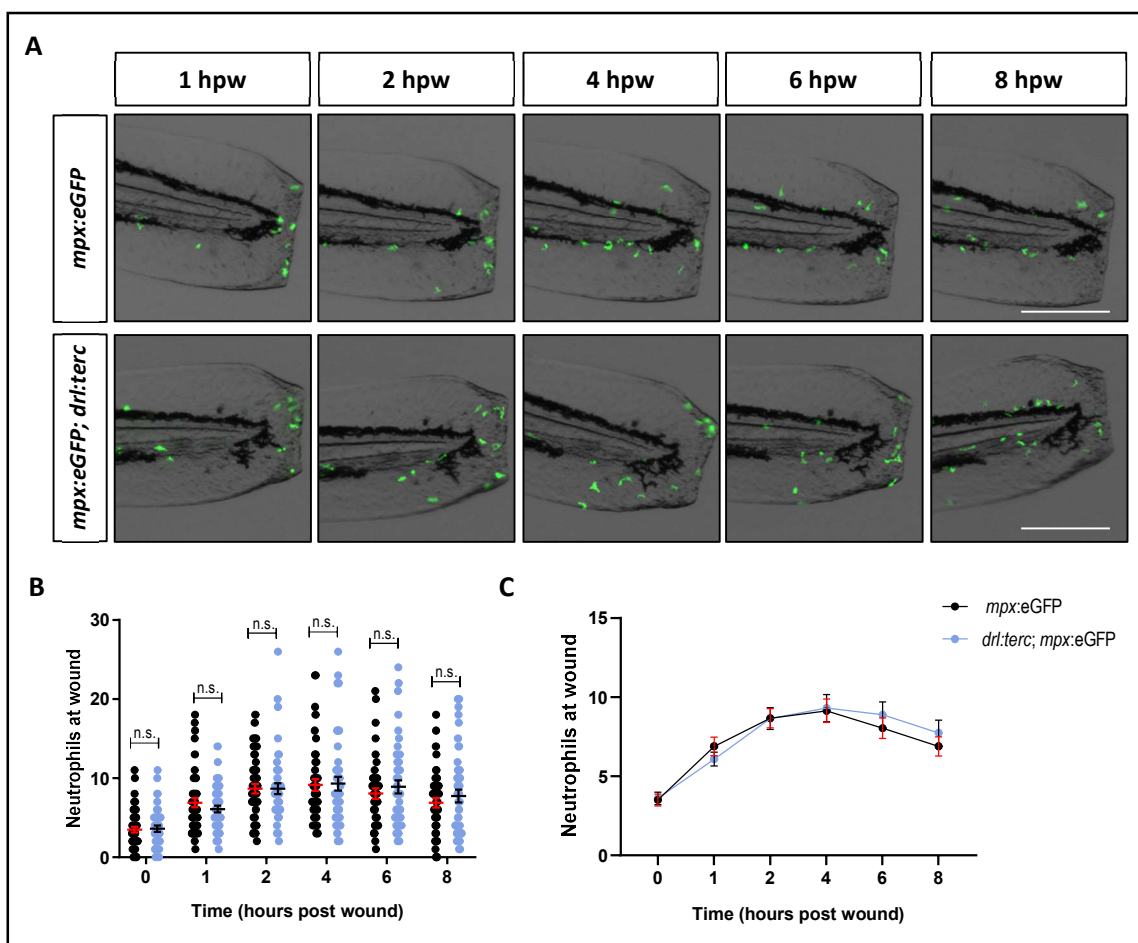 A
1 hpw
2 hpw
4 hpw
6 hpw
8 hpw
mpx:eGFP
mpx:eGFP; drl:terc
B
30
20
10
0
Neutrophils at wound
n.s.
n.s.
n.s.
n.s.
n.s.
n.s.
0 1 2 4 6 8
Time (hours post wound)
C
15
10
5
0
Neutrophils at wound
mpx:eGFP
drl:terc; mpx:eGFP
0 1 2 4 6 8
Time (hours post wound)